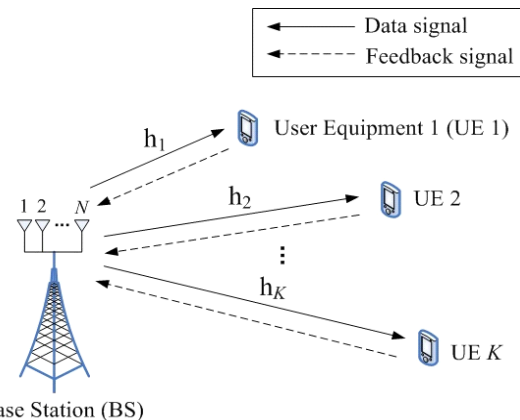 Data signal
Feedback signal
User Equipment 1 (UE 1)
h₁
1 2 ... N
h₂
UE 2
⋮
h_K
UE K
ase Station (BS)